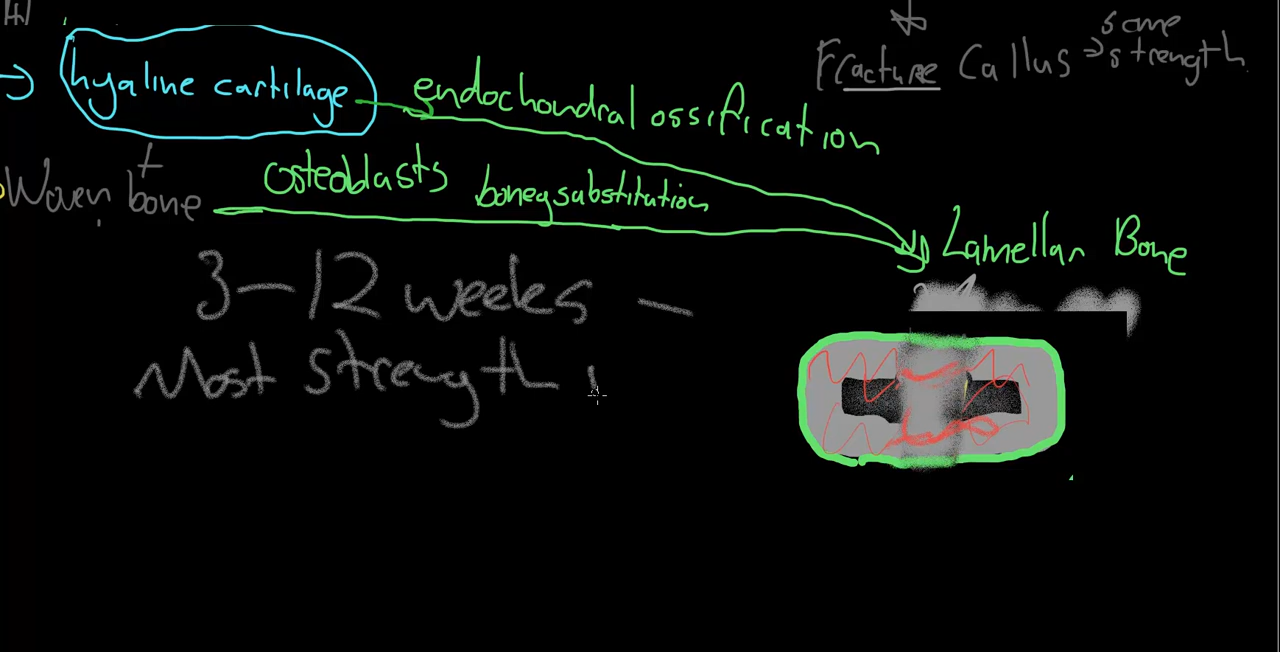 some
Fracture Callus → strength
→ hyaline cartilage endochondral ossification
+
Woven bone osteoblasts boney substitution
Lamellar Bone
3-12 weeks -
Most strength